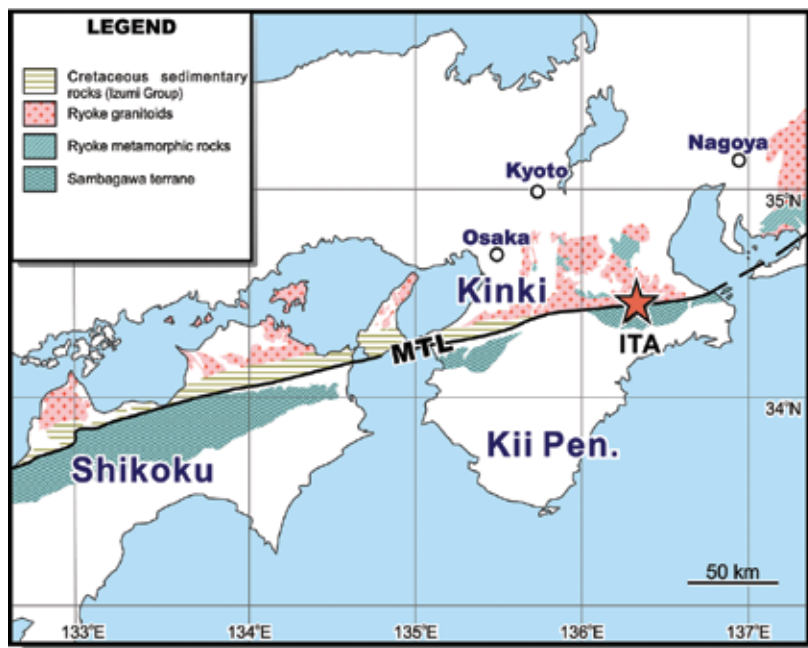 LEGEND
Cretaceous sedimentary
rocks (Izumi Group)
Ryoke granitoids
Ryoke metamorphic rocks
Sambagawa terrane
Nagoya
Kyoto
35°N
Osaka
Kinki
MTL
ITA
34°N
Kii Pen.
Shikoku
50 km
133°E
134°E
135°E
136°E
137°E